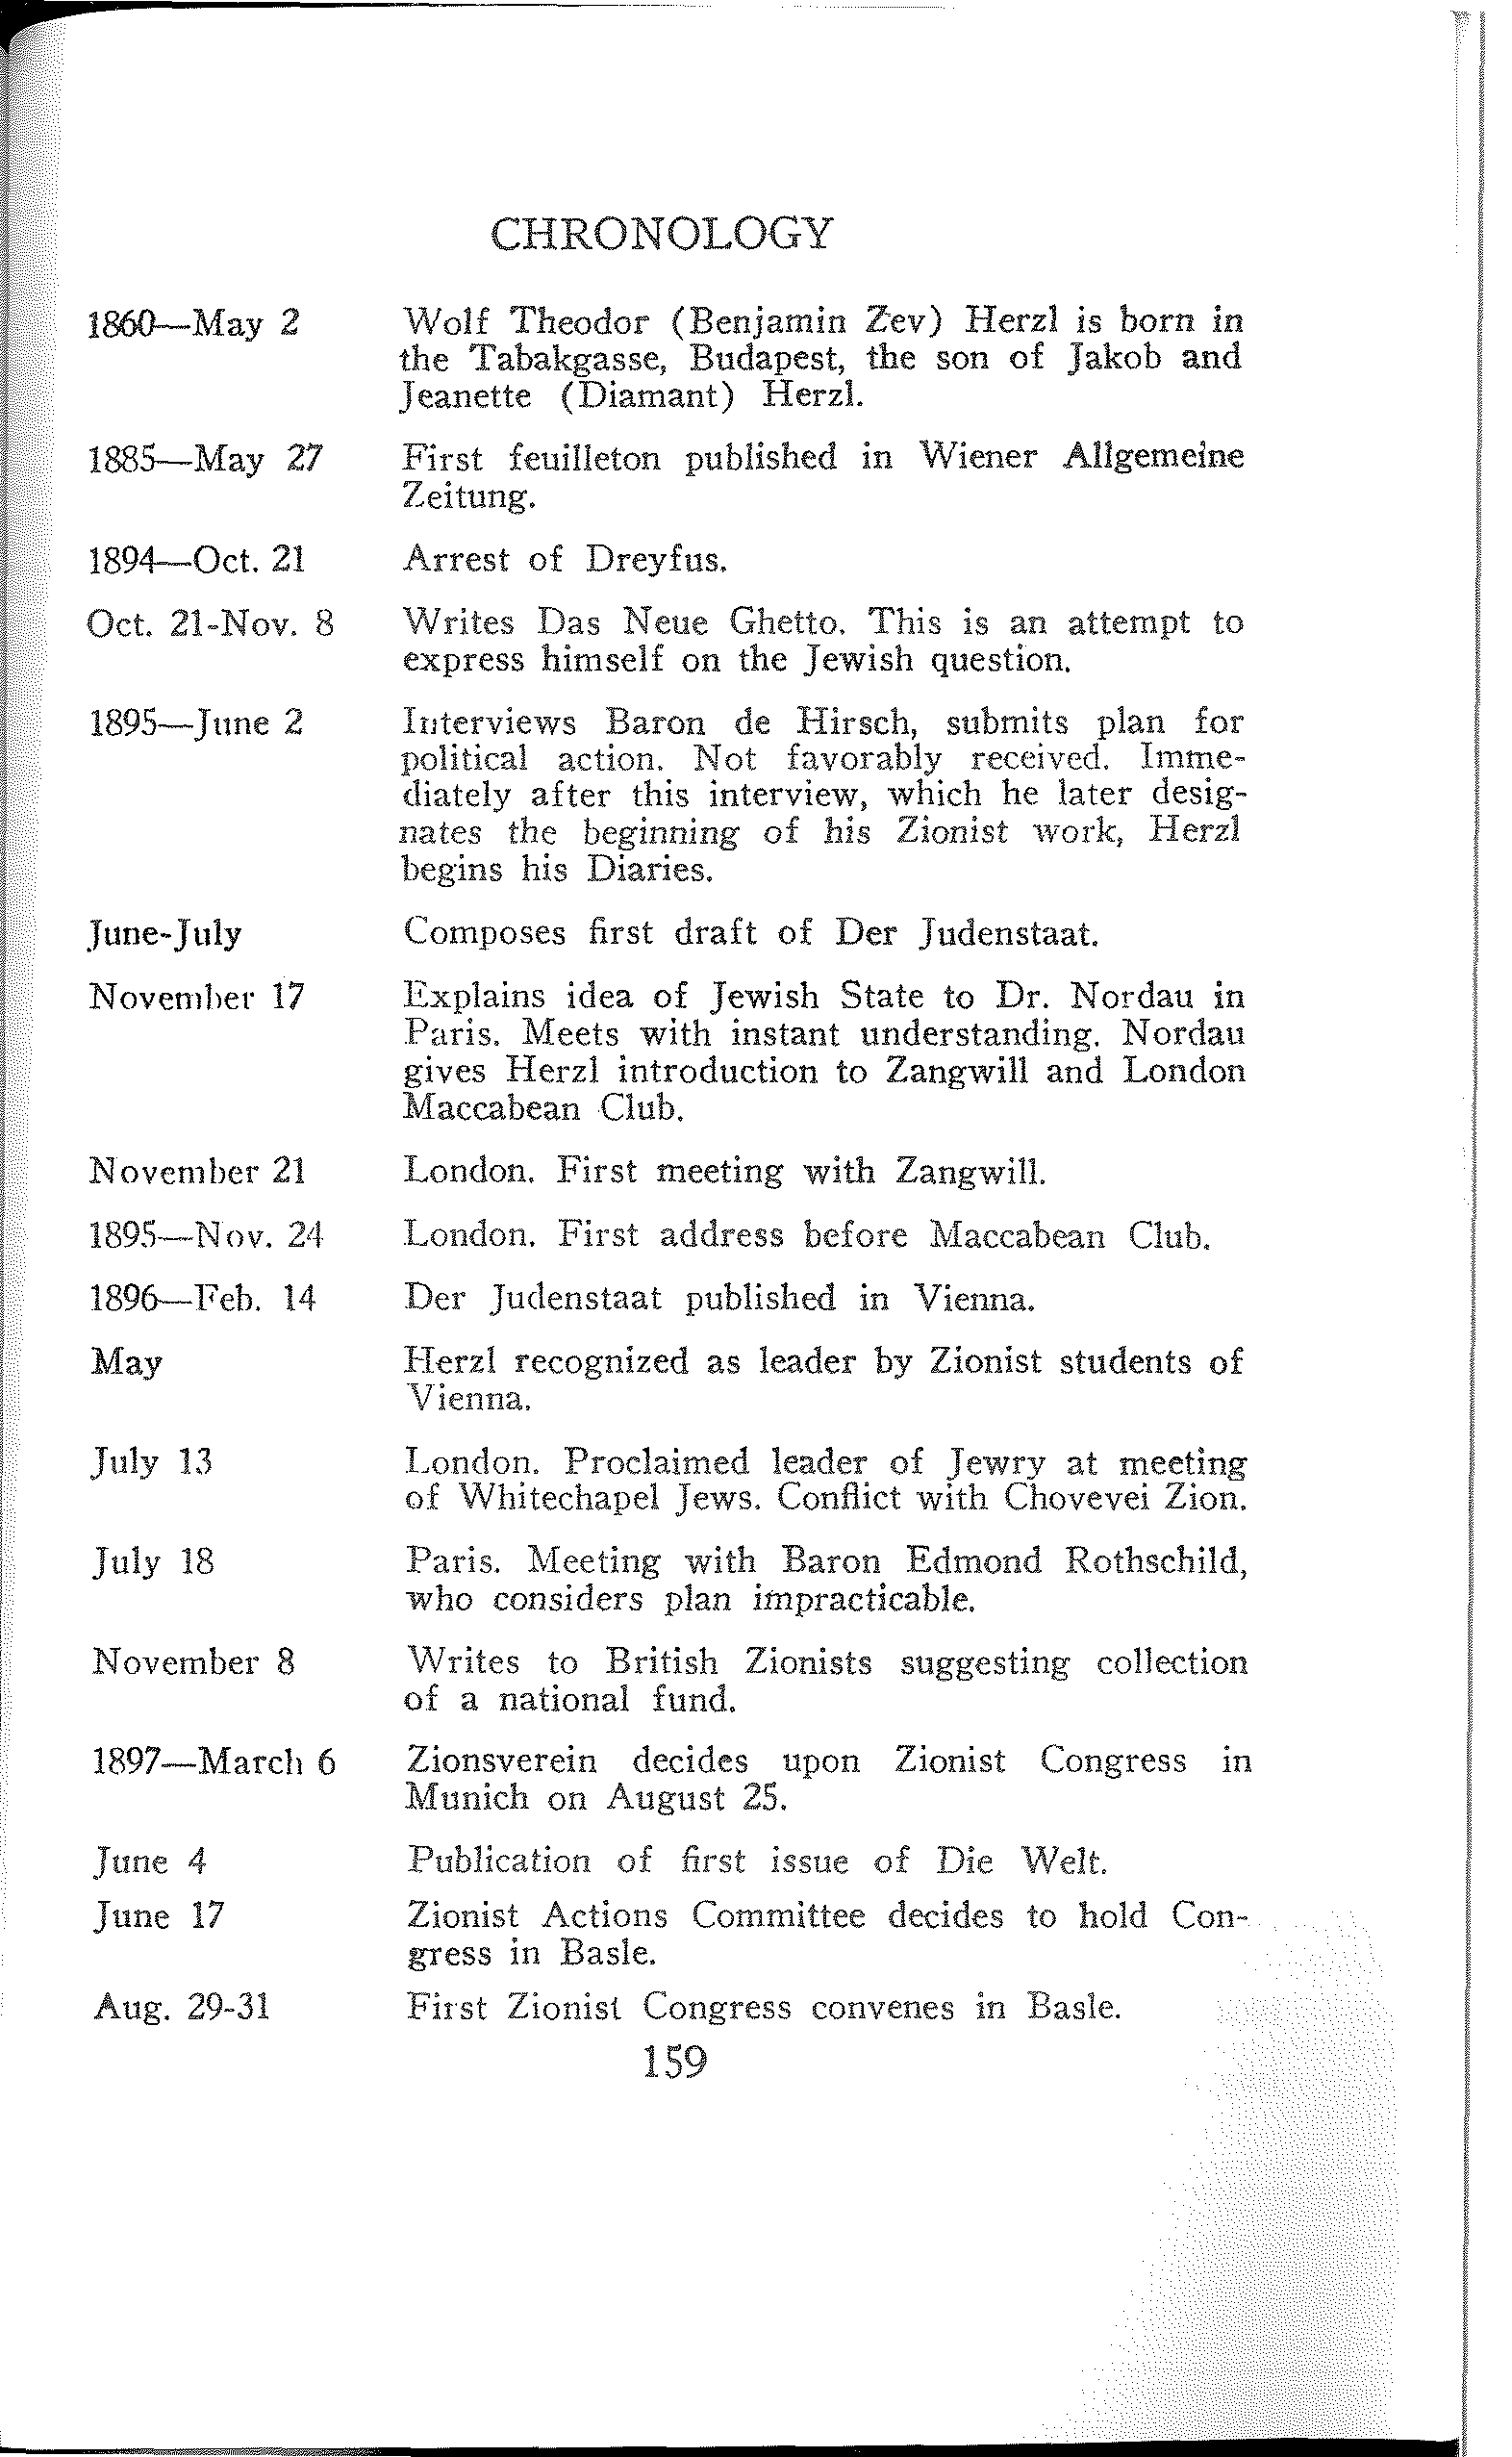 CHRONOLOGY
1860—May 2 Wolf Theodor (Benjamin Zev) Herzl is born in
the Tabakgasse, Budapest, the son of Jakob and
Jeanette (Diamant) Herzl.
1885—May 27 First feuilleton published in Wiener Allgemeine
Zeitung.
1894—Oct. 21 Arrest of Dreyfus.
Oct. 21-Nov. 8 Writes Das Neue Ghetto. This is an attempt to
express himself on the Jewish question.
1895—June 2 Interviews Baron de Hirsch, submits plan for
political action. Not favorably received. Imme-
diately after this interview, which he later desig-
nates the beginning of his Zionist work, Herzl
begins his Diaries.
June-July Composes first draft of Der Judenstaat.
November 17 Explains idea of Jewish State to Dr. Nordau in
Paris. Meets with instant understanding. Nordau
gives Herzl introduction to Zangwill and London
Maccabean Club.
November 21 London. First meeting with Zangwill.
1895—Nov. 24 London. First address before Maccabean Club.
1896—Feb. 14 Der Judenstaat published in Vienna.
May Herzl recognized as leader by Zionist students of
Vienna.
July 13 London. Proclaimed leader of Jewry at meeting
of Whitechapel Jews. Conflict with Chovevei Zion.
July 18 Paris. Meeting with Baron Edmond Rothschild,
who considers plan impracticable.
November 8 Writes to British Zionists suggesting collection
of a national fund.
1897—March 6 Zionsverein decides upon Zionist Congress in
Munich on August 25.
June 4 Publication of first issue of Die Welt.
June 17 Zionist Actions Committee decides to hold Con-
gress in Basle.
Aug. 29-31 First Zionist Congress convenes in Basle.
159